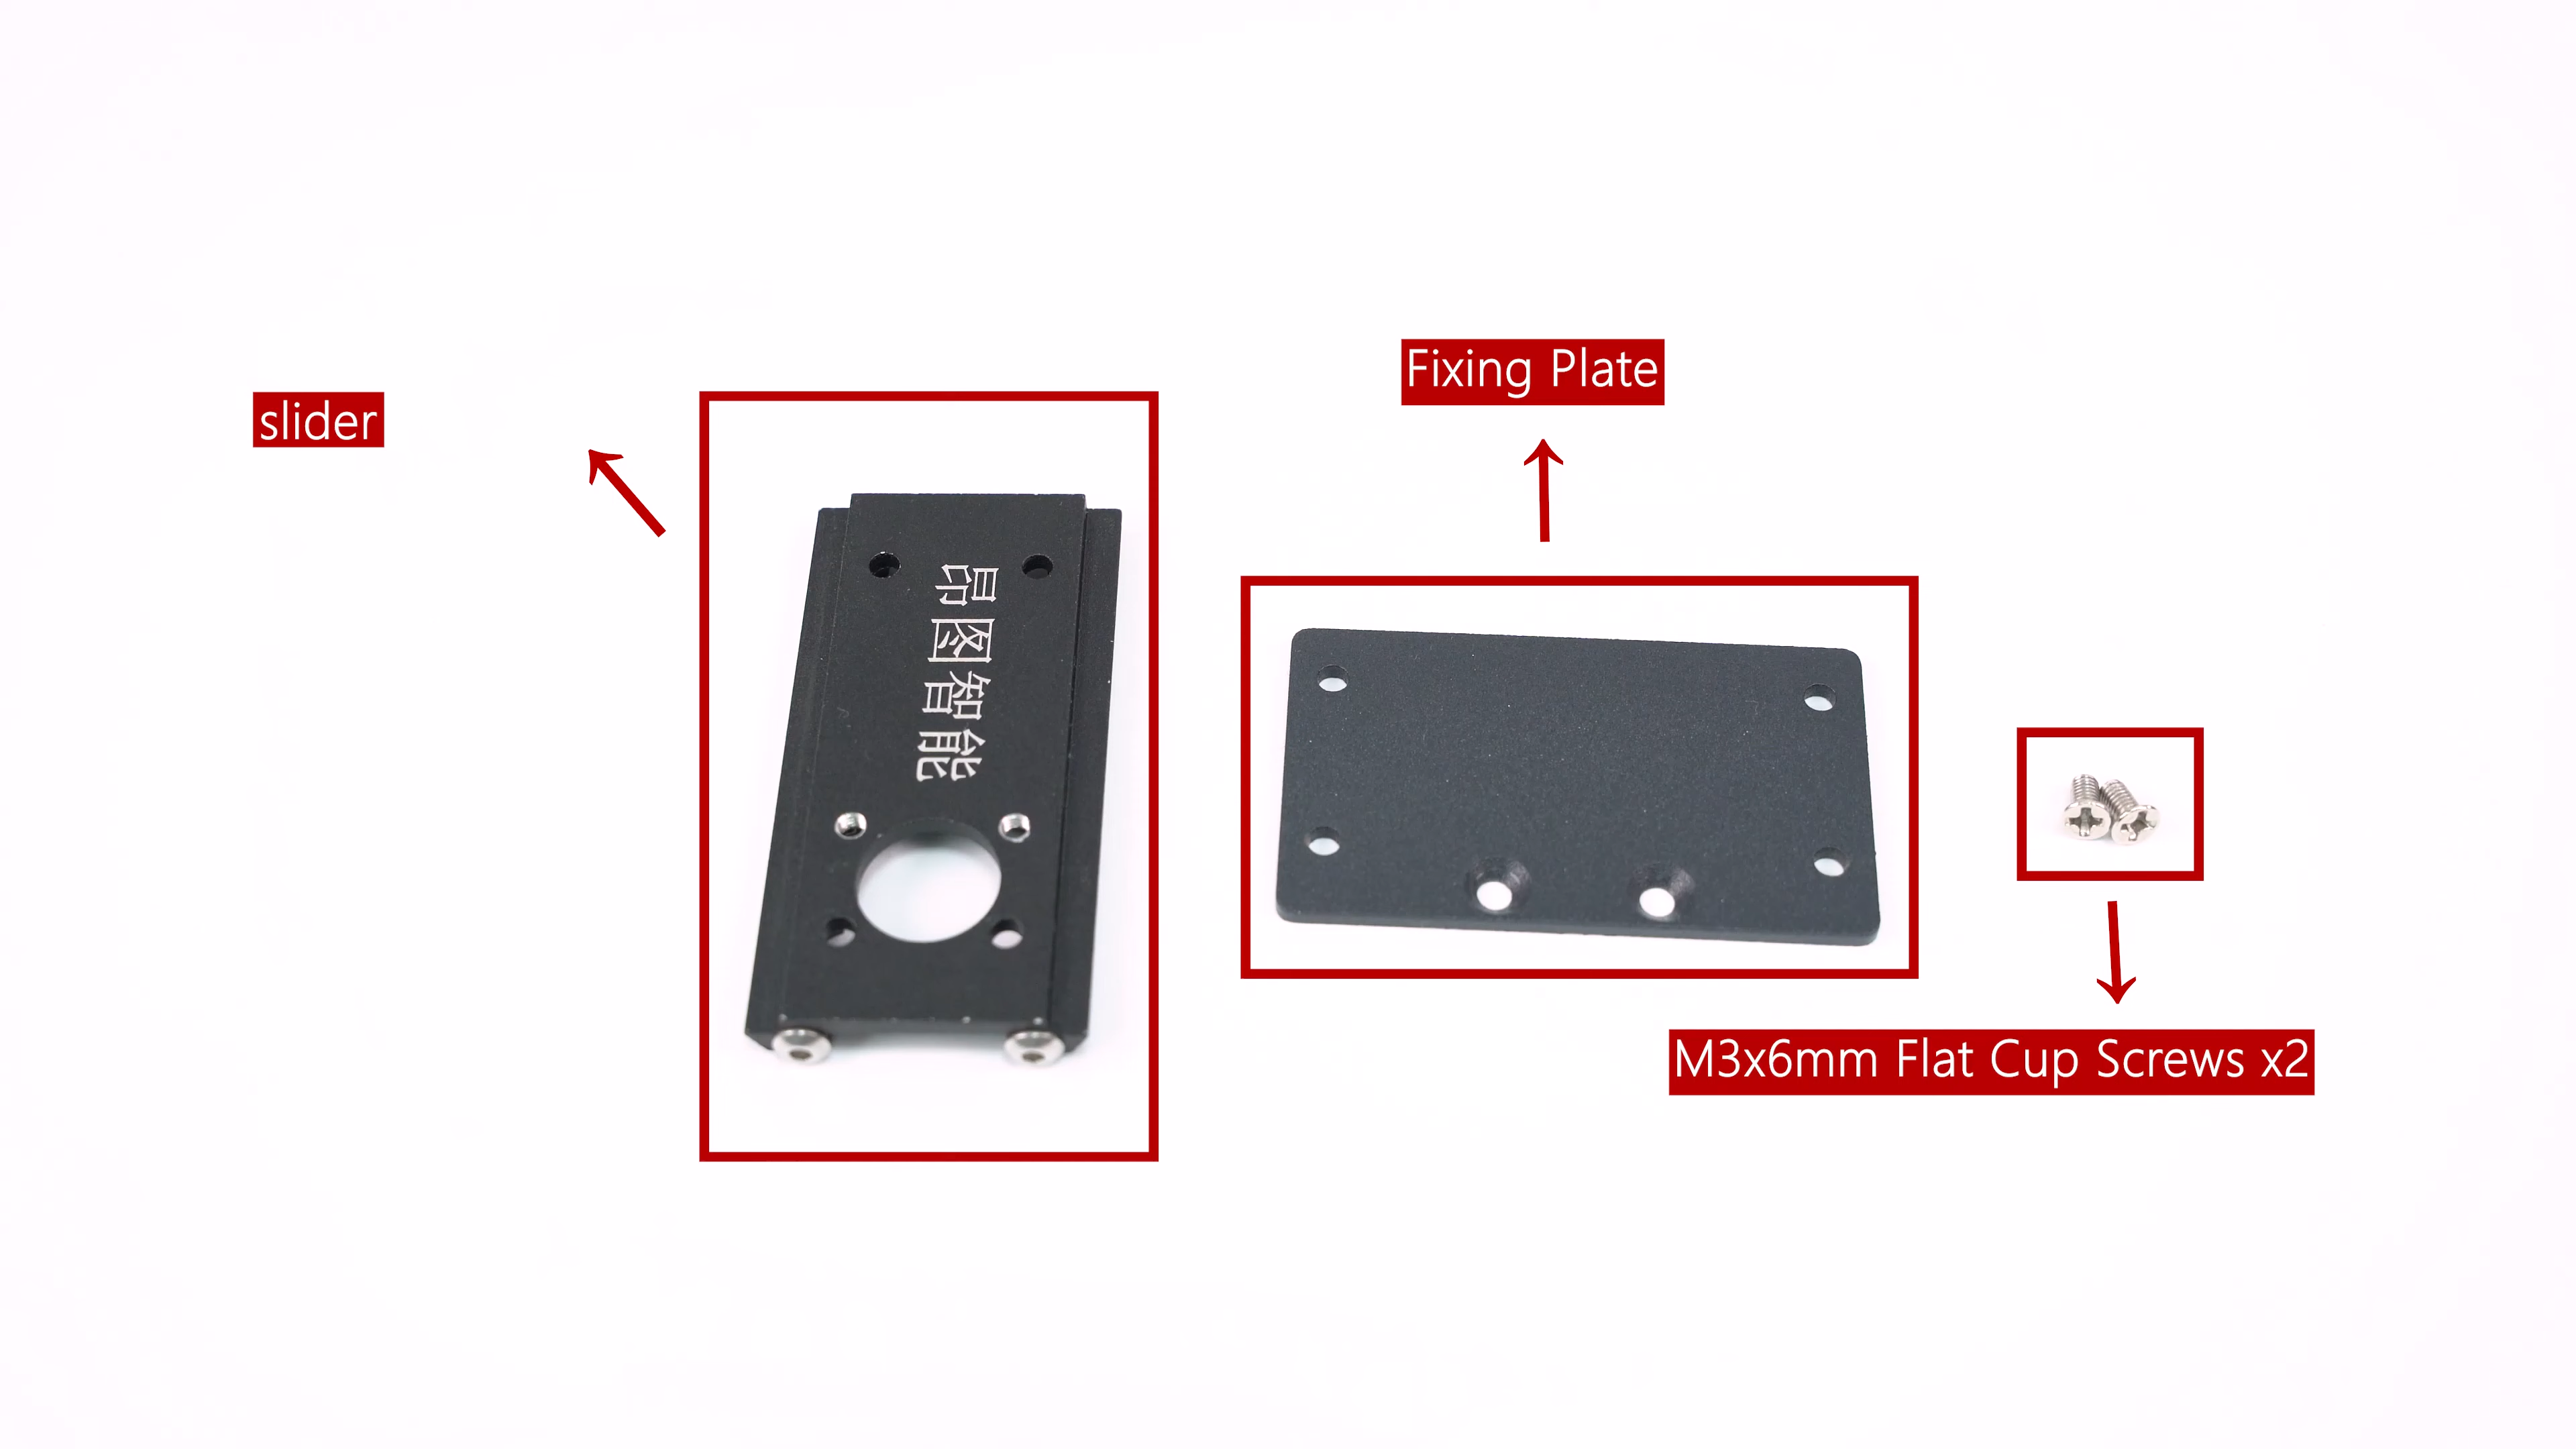 slider
Fixing Plate
昂图智能
M3x6mm Flat Cup Screws x2